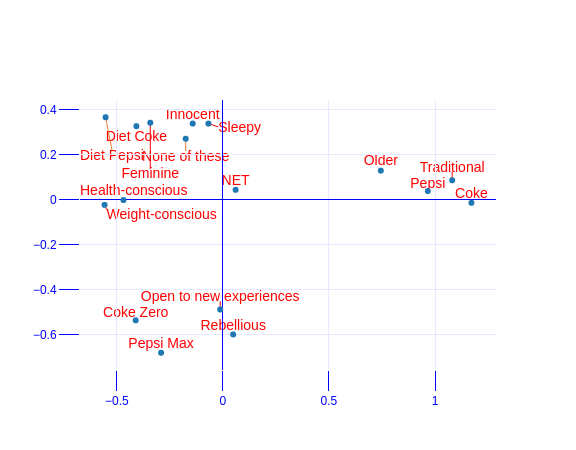 0.4
Innocent
Sleepy
Diet Coke
0.2
Diet Pepsi
None of these
Older
Traditional
Feminine
NET
Pepsi
Health-conscious
Coke
0
Weight-conscious
−0.2
−0.4
Open to new experiences
Coke Zero
Rebellious
−0.6
Pepsi Max
−0.5
0
0.5
1